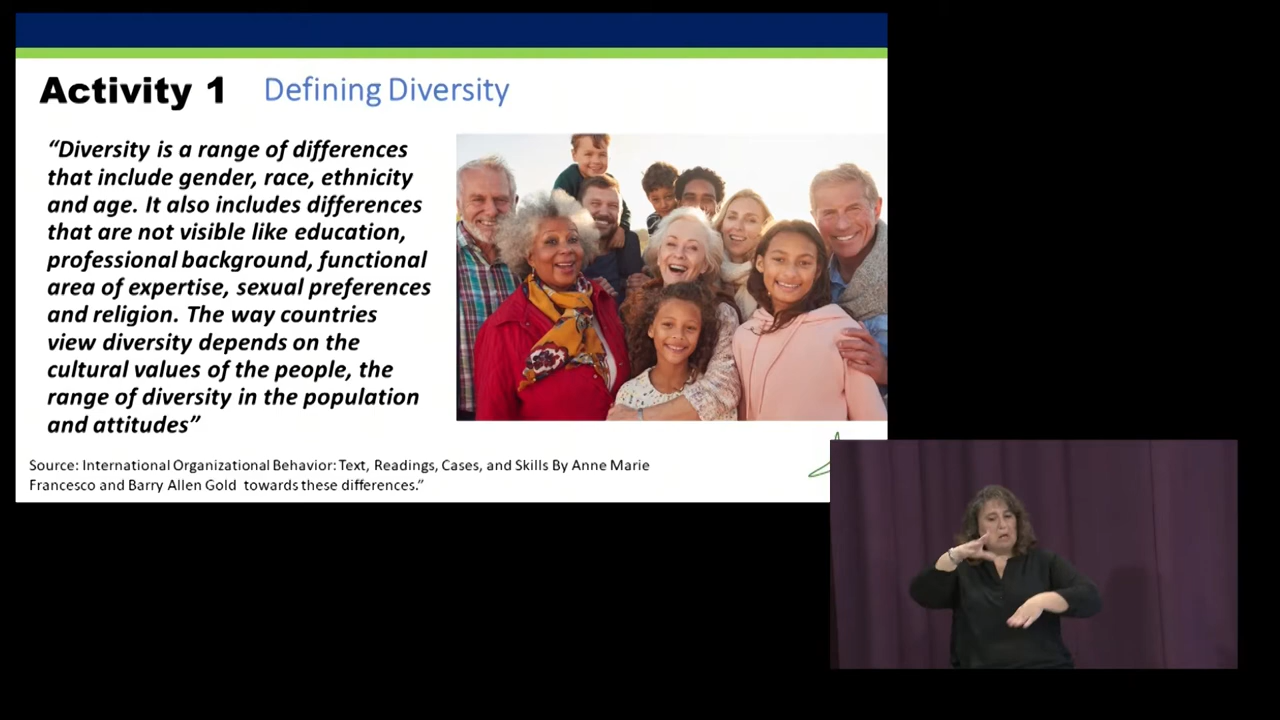 Activity 1 Defining Diversity
“Diversity is a range of differences
that include gender, race, ethnicity
and age. It also includes differences
that are not visible like education,
professional background, functional
area of expertise, sexual preferences
and religion. The way countries
view diversity depends on the
cultural values of the people, the
range of diversity in the population
and attitudes”
Source: International Organizational Behavior: Text, Readings, Cases, and Skills By Anne Marie
Francesco and Barry Allen Gold towards these differences.”